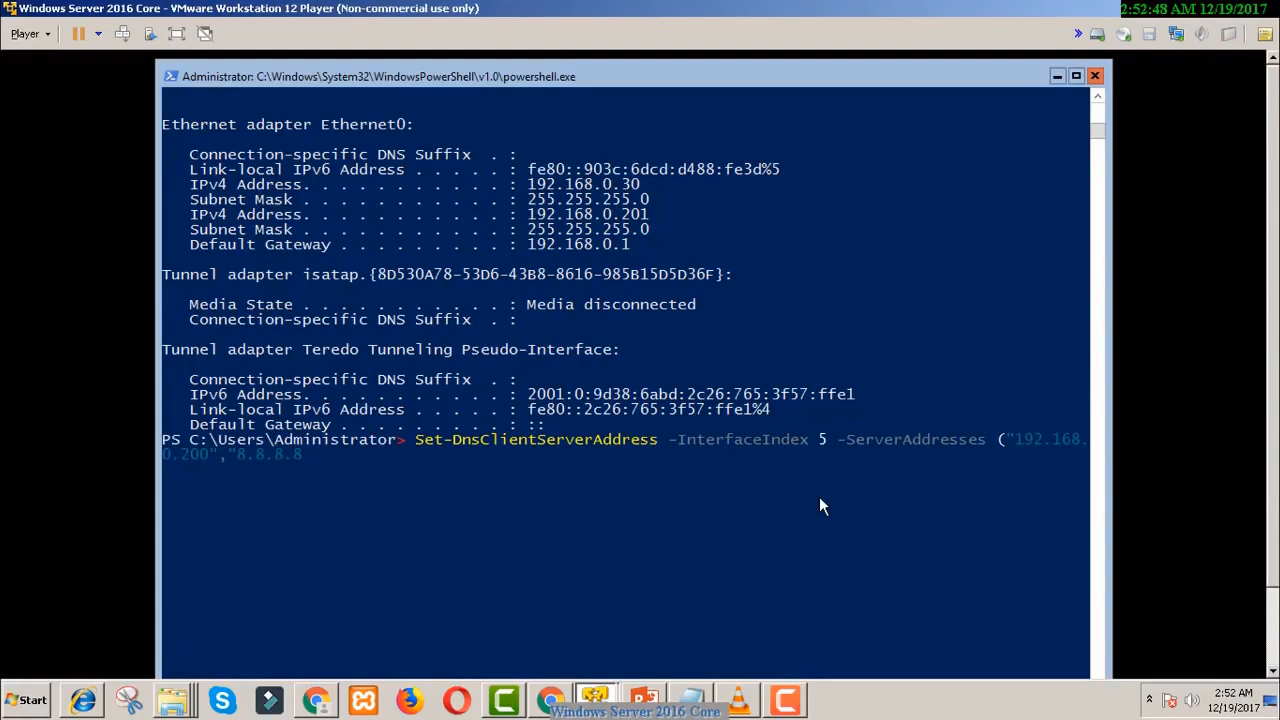 Windows Server 2016 Core - VMware Workstation 12 Player (Non-commercial use only)
2:52:48 AM 12/19/2017
Player
Administrator: C:\Windows\System32\WindowsPowerShell\v1.0\powershell.exe
Ethernet adapter Ethernet0:
Connection-specific DNS Suffix  . :
Link-local IPv6 Address . . . . . : fe80::903c:6dcd:d488:fe3d%5
IPv4 Address. . . . . . . . . . . : 192.168.0.30
Subnet Mask . . . . . . . . . . . : 255.255.255.0
IPv4 Address. . . . . . . . . . . : 192.168.0.201
Subnet Mask . . . . . . . . . . . : 255.255.255.0
Default Gateway . . . . . . . . . : 192.168.0.1
Tunnel adapter isatap.{8D530A78-53D6-43B8-8616-985B15D5D36F}:
Media State . . . . . . . . . . . : Media disconnected
Connection-specific DNS Suffix  . :
Tunnel adapter Teredo Tunneling Pseudo-Interface:
Connection-specific DNS Suffix  . :
IPv6 Address. . . . . . . . . . . : 2001:0:9d38:6abd:2c26:765:3f57:ffe1
Link-local IPv6 Address . . . . . : fe80::2c26:765:3f57:ffe1%4
Default Gateway . . . . . . . . . : ::
PS C:\Users\Administrator> Set-DnsClientServerAddress -InterfaceIndex 5 -ServerAddresses ("192.168.
0.200","8.8.8.8
Start
2:52 AM
Windows Server 2016 Core
12/19/2017